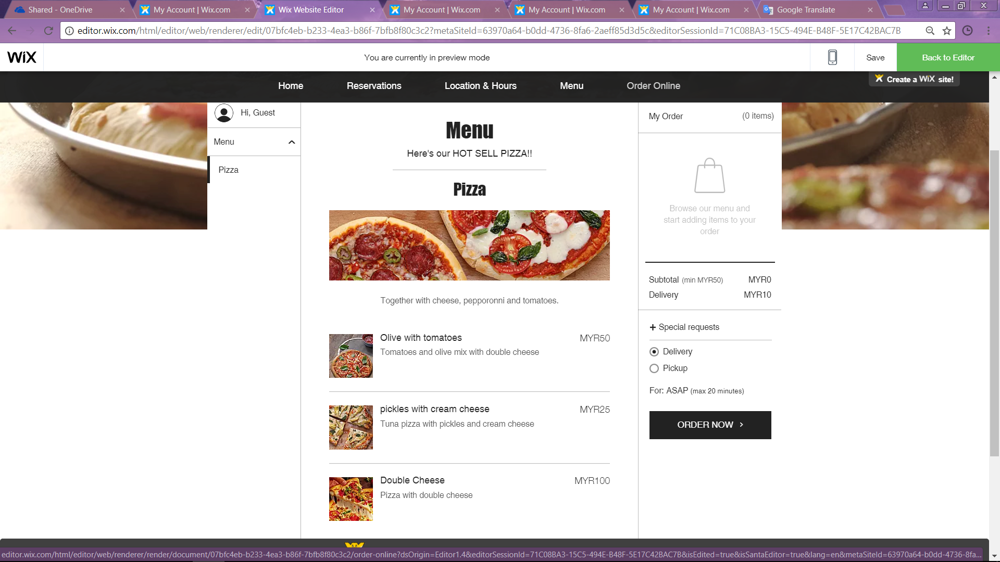 Shared - OneDrive
My Account | Wix.com
Wix Website Editor
My Account | Wix.com
My Account | Wix.com
My Account | Wix.com
Google Translate
editor.wix.com/html/editor/web/renderer/edit/07bfc4eb-b233-4ea3-b86f-7bfb8f80c3c2?metaSiteId=63970a64-b0dd-4736-8fa6-2aeff85d3d5c&editorSessionId=71C08BA3-15C5-494E-B48F-5E17C42BAC7B
WiX
You are currently in preview mode
Save
Back to Editor
Home
Reservations
Location & Hours
Menu
Order Online
Create a WiX site!
Hi, Guest
Menu
Pizza
Menu
Here's our HOT SELL PIZZA!!
Pizza
Together with cheese, pepporonni and tomatoes.
Olive with tomatoes MYR50
Tomatoes and olive mix with double cheese
pickles with cream cheese MYR25
Tuna pizza with pickles and cream cheese
Double Cheese MYR100
Pizza with double cheese
My Order (0 items)
Browse our menu and
start adding items to your
order
Subtotal (min MYR50) MYR0
Delivery MYR10
+ Special requests
Delivery
Pickup
For: ASAP (max 20 minutes)
ORDER NOW >
editor.wix.com/html/editor/web/renderer/render/document/07bfc4eb-b233-4ea3-b86f-7bfb8f80c3c2/order-online?dsOrigin=Editor1.4&editorSessionId=71C08BA3-15C5-494E-B48F-5E17C42BAC7B&isEdited=true&isSantaEditor=true&lang=en&metaSiteId=63970a64-b0dd-4736-8fa...